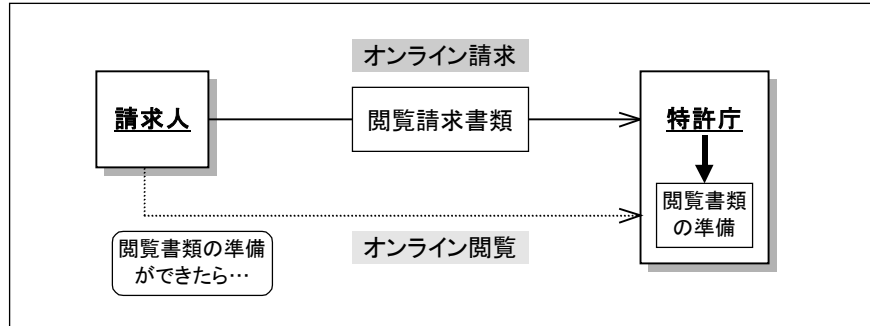 オンライン請求
請求人
閲覧請求書類
特許庁
閲覧書類
の準備
閲覧書類の準備
ができたら…
オンライン閲覧